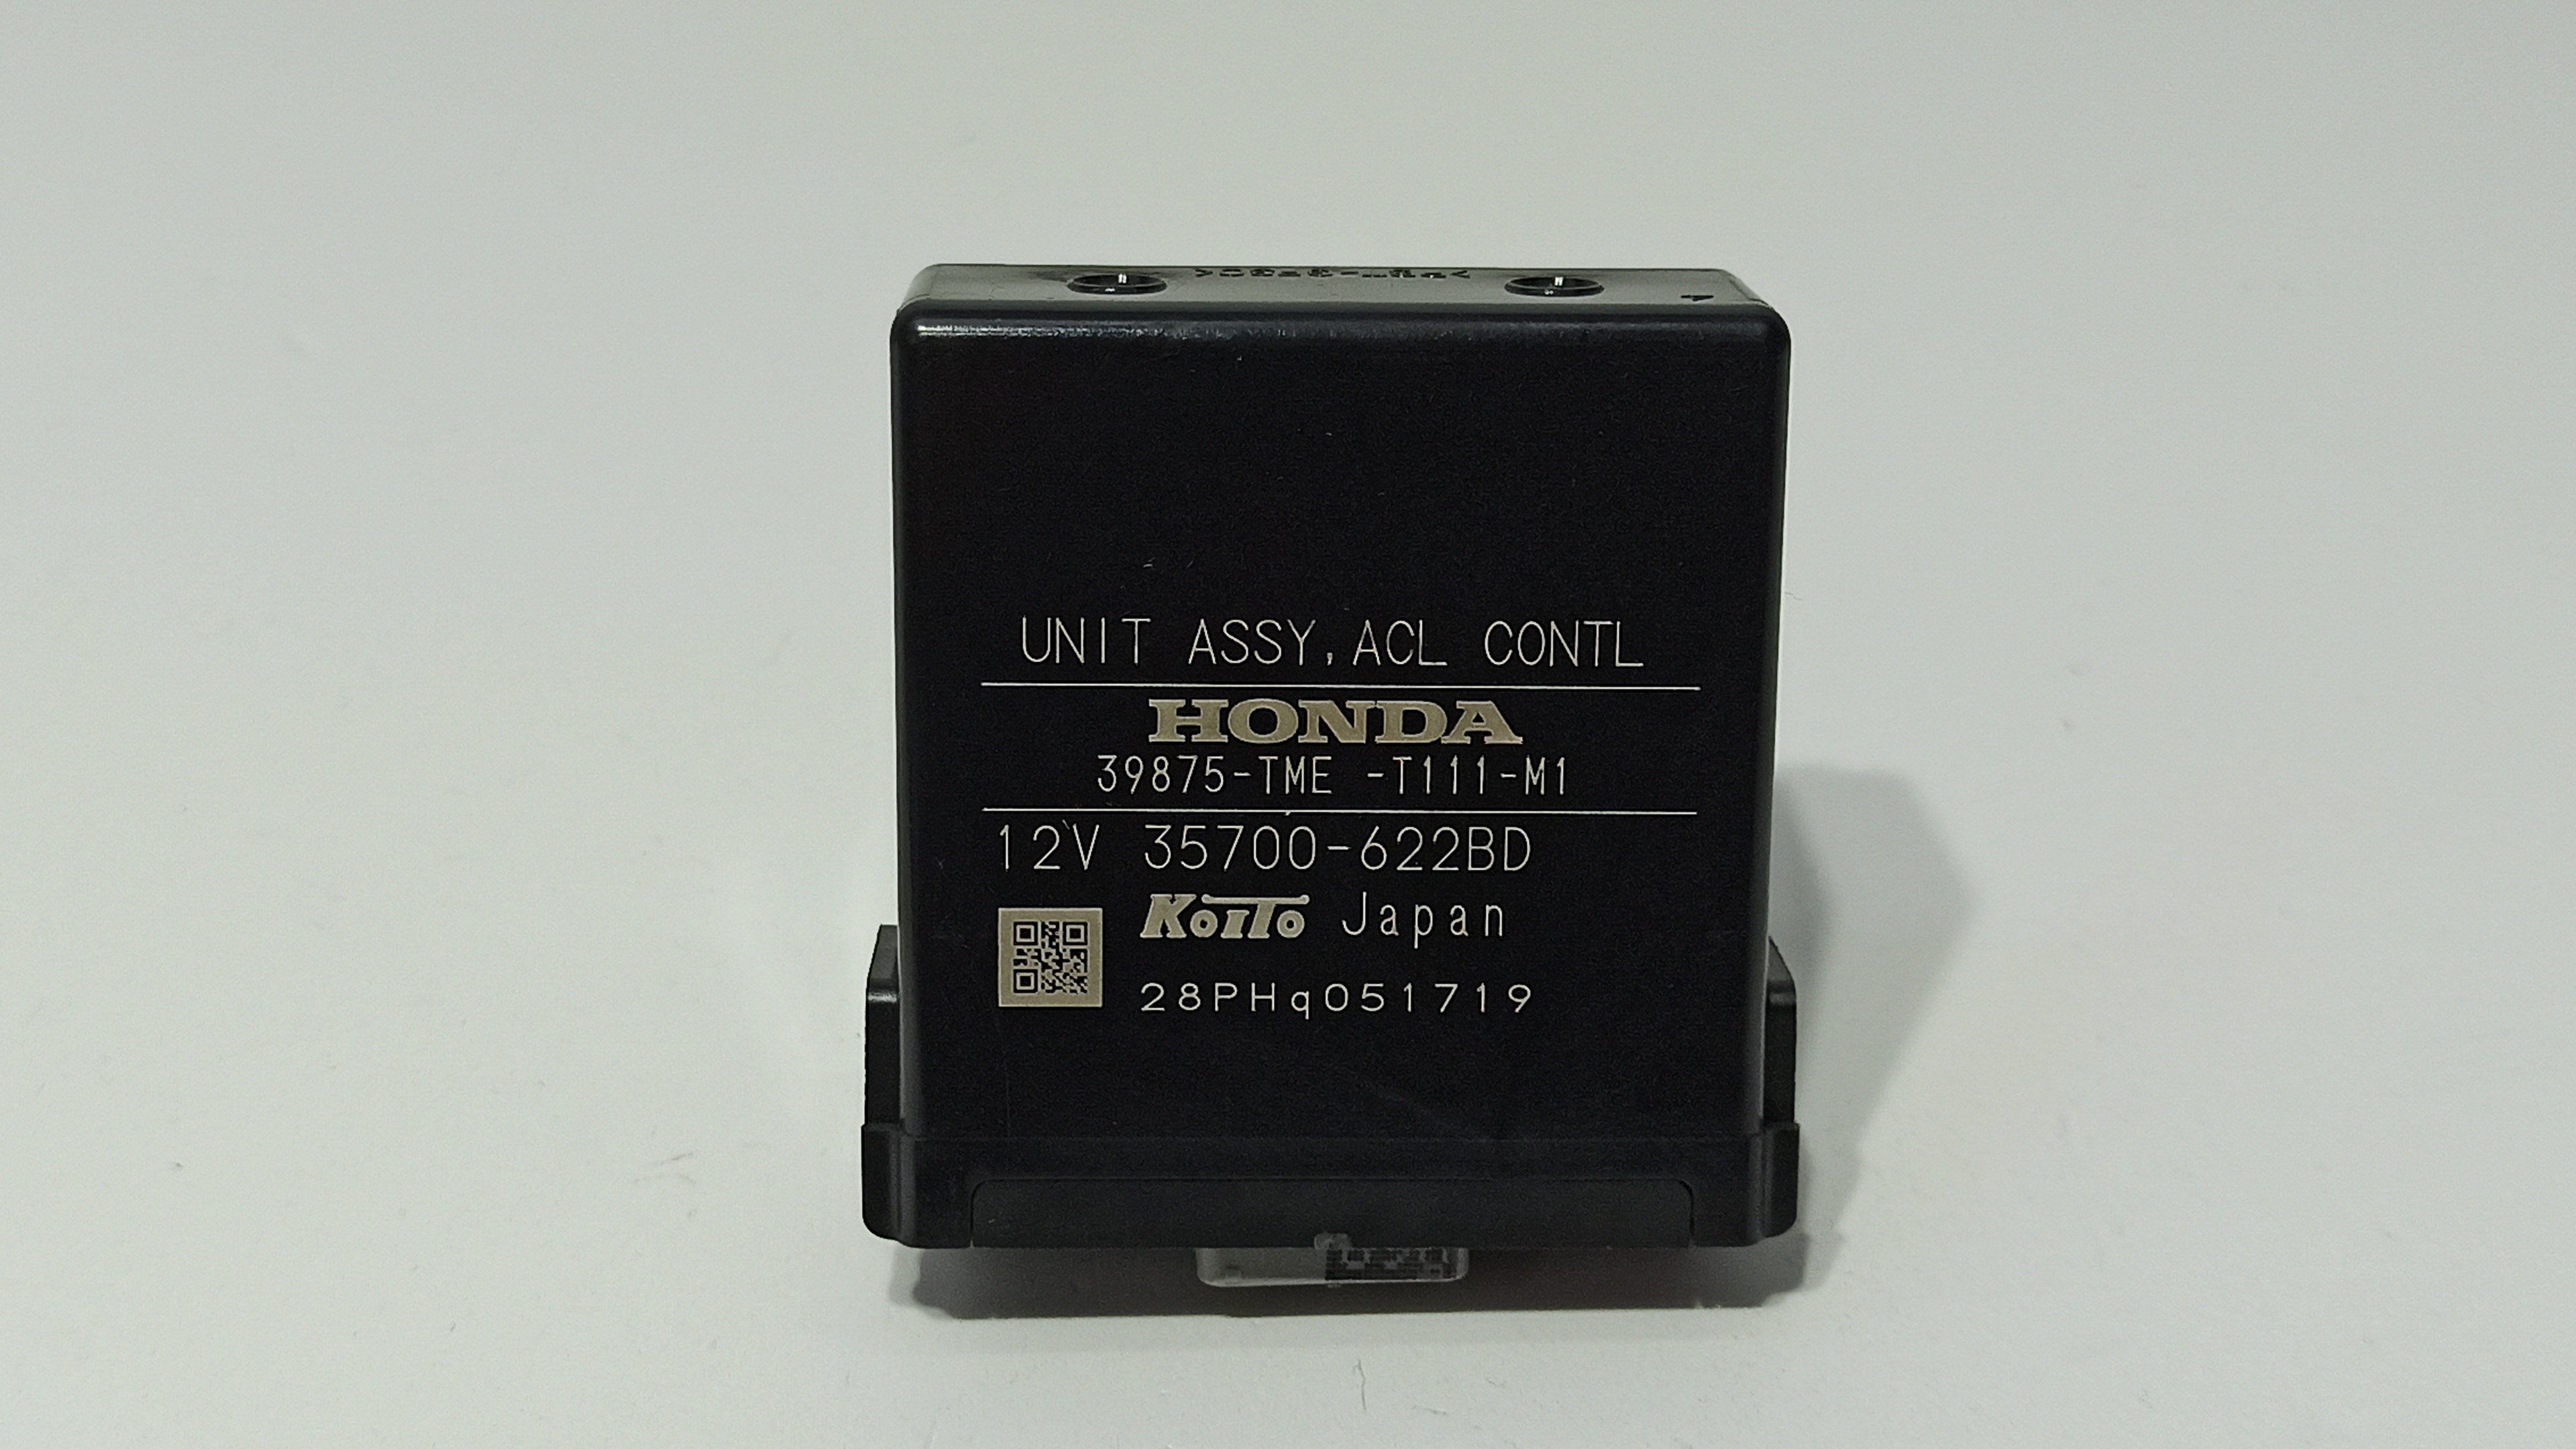 UNIT ASSY,ACL CONTL
HONDA
39875-TME -T111-M1
12V 35700-622BD
KOITO Japan
28PHq051719